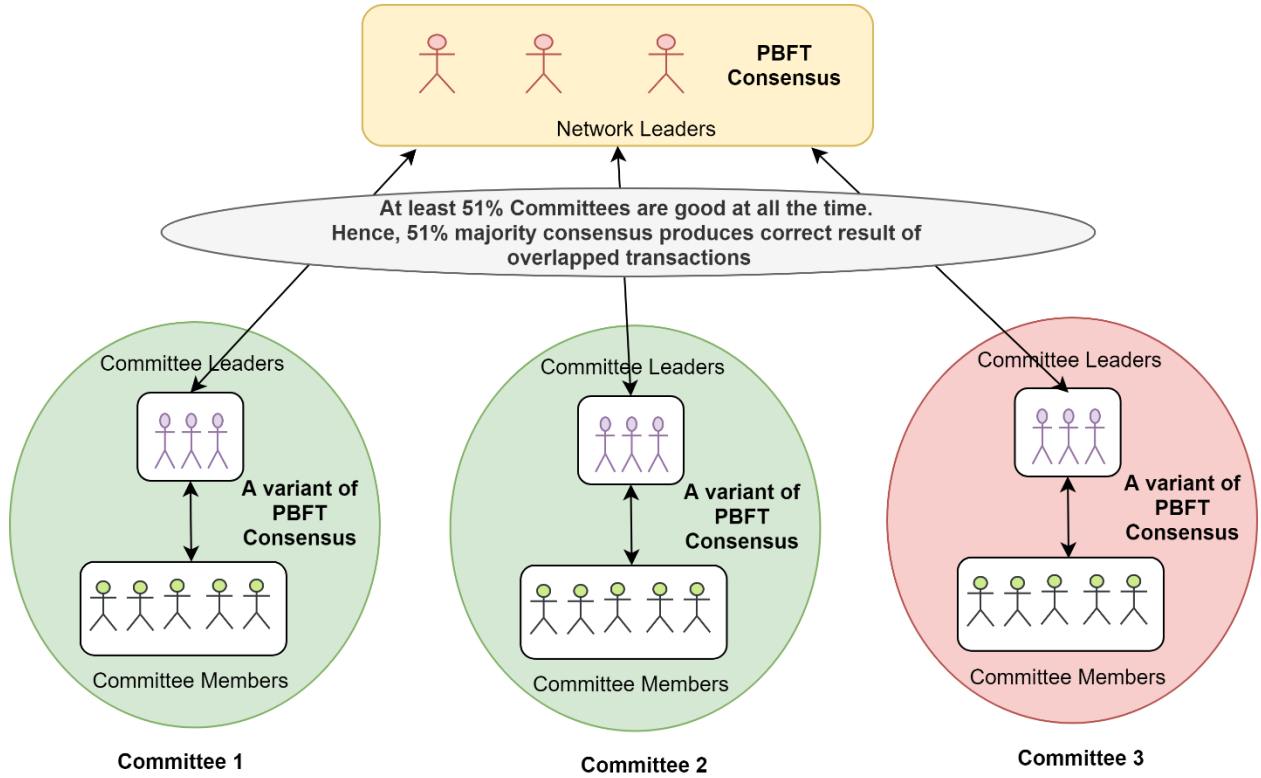 PBFT
Consensus
Network Leaders
At least 51% Committees are good at all the time.
Hence, 51% majority consensus produces correct result of
overlapped transactions
Committee Leaders
A variant of
PBFT
Consensus
Committee Members
Committee 1
Committee Leaders
A variant of
PBFT
Consensus
Committee Members
Committee 2
Committee Leaders
A variant of
PBFT
Consensus
Committee Members
Committee 3